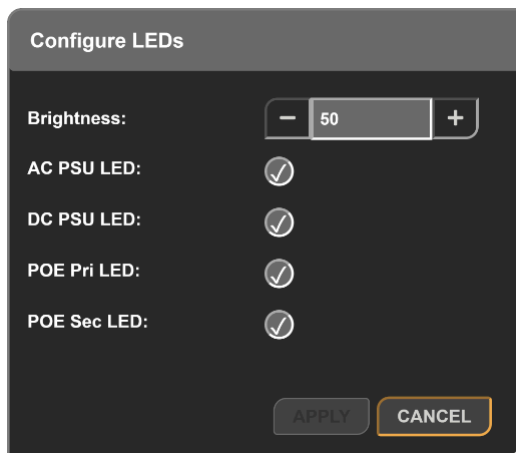 Configure LEDs
Brightness: − 50 +
AC PSU LED:
DC PSU LED:
POE Pri LED:
POE Sec LED:
APPLY CANCEL